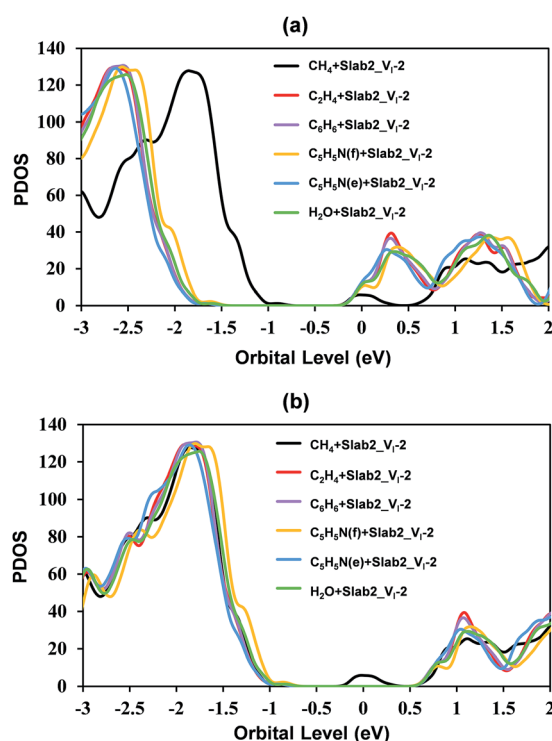 (a)
PDOS
140
120
100
80
60
40
20
0
CH₄+Slab2_Vᵢ-2
C₂H₄+Slab2_Vᵢ-2
C₆H₆+Slab2_Vᵢ-2
C₅H₅N(f)+Slab2_Vᵢ-2
C₅H₅N(e)+Slab2_Vᵢ-2
H₂O+Slab2_Vᵢ-2
-3 -2.5 -2 -1.5 -1 -0.5 0 0.5 1 1.5 2
Orbital Level (eV)
(b)
PDOS
140
120
100
80
60
40
20
0
CH₄+Slab2_Vᵢ-2
C₂H₄+Slab2_Vᵢ-2
C₆H₆+Slab2_Vᵢ-2
C₅H₅N(f)+Slab2_Vᵢ-2
C₅H₅N(e)+Slab2_Vᵢ-2
H₂O+Slab2_Vᵢ-2
-3 -2.5 -2 -1.5 -1 -0.5 0 0.5 1 1.5 2
Orbital Level (eV)